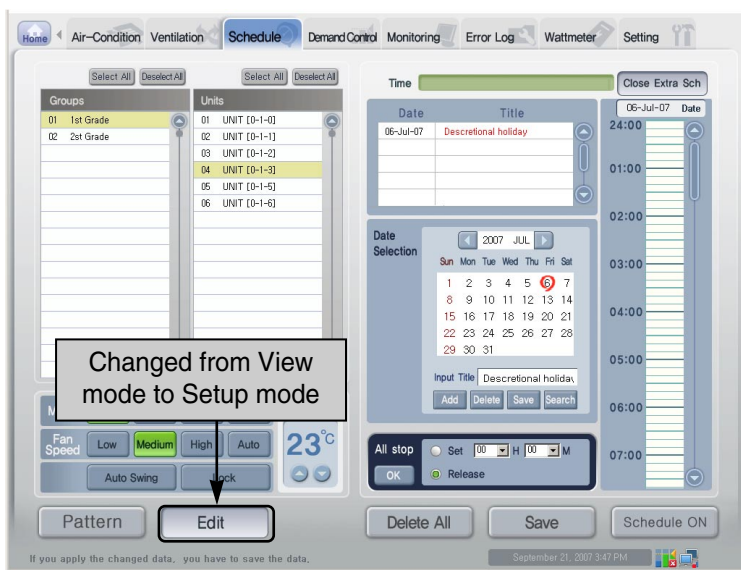 Home Air-Condition Ventilation Schedule Demand Control Monitoring Error Log Wattmeter Setting
Select All Deselect All Select All Deselect All
Groups Units
01 1st Grade
02 2st Grade
01 UNIT [0-1-0]
02 UNIT [0-1-1]
03 UNIT [0-1-2]
04 UNIT [0-1-3]
05 UNIT [0-1-5]
06 UNIT [0-1-6]
Changed from View
mode to Setup mode
Fan
Speed Low Medium High Auto
23°C
Auto Swing
Pattern Edit
Time Close Extra Sch
Date Title
06-Jul-07 Descretional holiday
Date
Selection
2007 JUL
Sun Mon Tue Wed Thu Fri Sat
1 2 3 4 5 6 7
8 9 10 11 12 13 14
15 16 17 18 19 20 21
22 23 24 25 26 27 28
29 30 31
Input Title Descretional holiday
Add Delete Save Search
All stop Set 00 H 00 M
OK Release
06-Jul-07 Date
24:00
01:00
02:00
03:00
04:00
05:00
06:00
07:00
Delete All Save Schedule ON
If you apply the changed data, you have to save the data.
September 21, 2007 3:47 PM